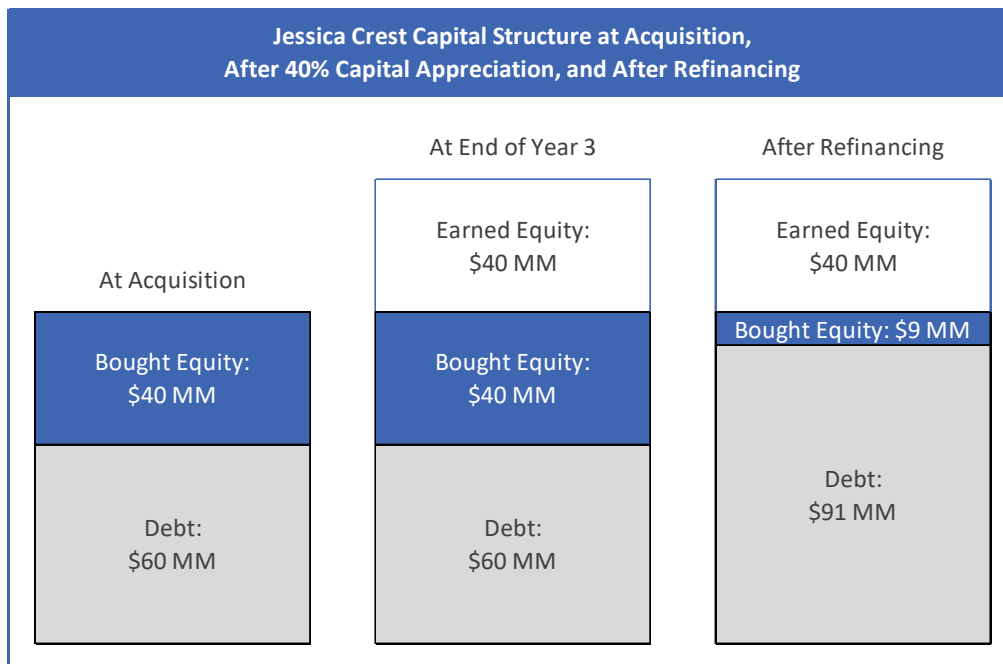 Jessica Crest Capital Structure at Acquisition,
After 40% Capital Appreciation, and After Refinancing
At Acquisition
Bought Equity:
$40 MM
Debt:
$60 MM
At End of Year 3
Earned Equity:
$40 MM
Bought Equity:
$40 MM
Debt:
$60 MM
After Refinancing
Earned Equity:
$40 MM
Bought Equity: $9 MM
Debt:
$91 MM